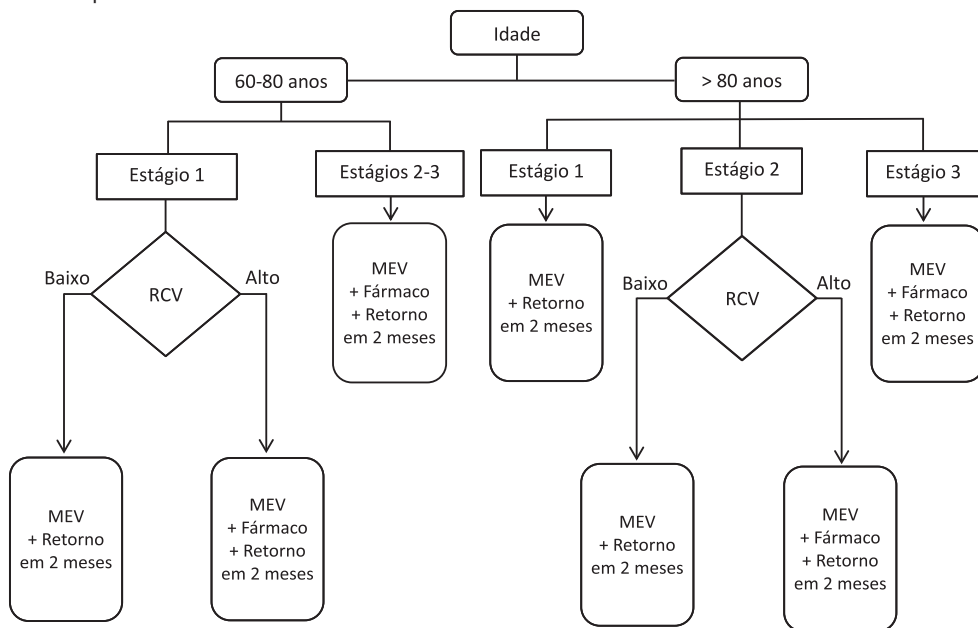 Idade
60-80 anos
> 80 anos
Estágio 1
Estágios 2-3
Estágio 1
Estágio 2
Estágio 3
Baixo
RCV
Alto
MEV
+ Fármaco
+ Retorno
em 2 meses
MEV
+ Retorno
em 2 meses
Baixo
RCV
Alto
MEV
+ Fármaco
+ Retorno
em 2 meses
MEV
+ Retorno
em 2 meses
MEV
+ Fármaco
+ Retorno
em 2 meses
MEV
+ Retorno
em 2 meses
MEV
+ Fármaco
+ Retorno
em 2 meses